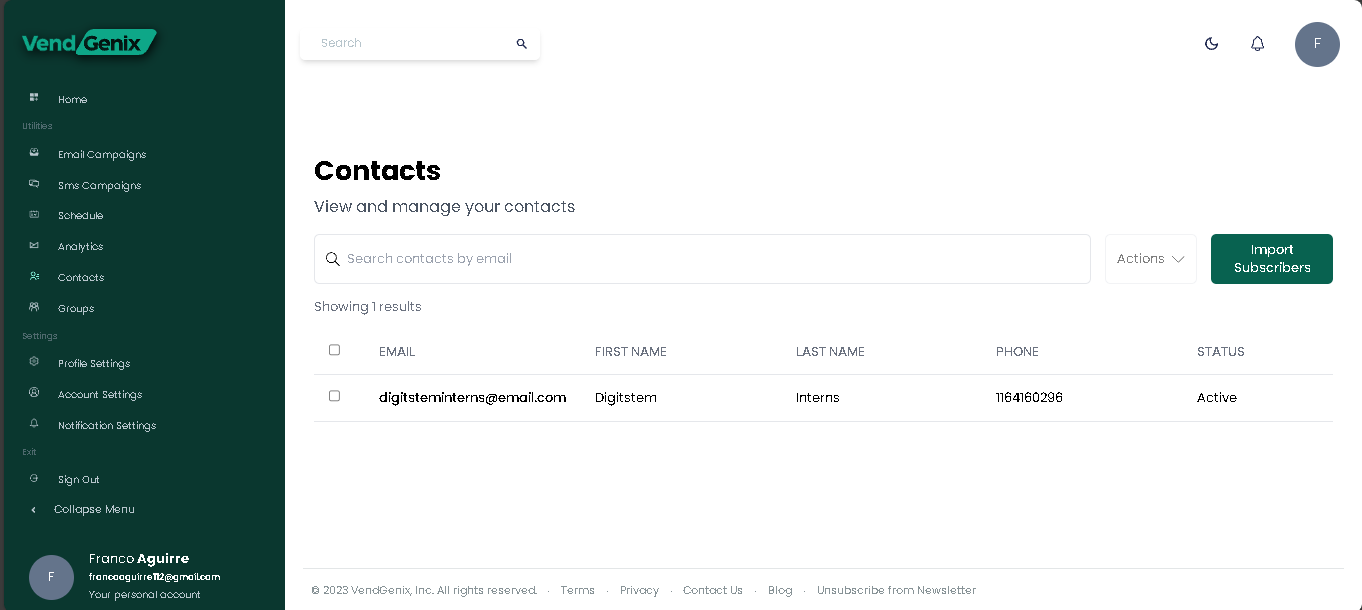 VendGenix
Home
Utilities
Email Campaigns
Sms Campaigns
Schedule
Analytics
Contacts
Groups
Settings
Profile Settings
Account Settings
Notification Settings
Exit
Sign Out
Collapse Menu
F
Franco Aguirre
francoaguirre112@gmail.com
Your personal account
Search
F
Contacts
View and manage your contacts
Search contacts by email
Actions
Import
Subscribers
Showing 1 results
EMAIL FIRST NAME LAST NAME PHONE STATUS
digitsteminterns@email.com Digitstem Interns 1164160296 Active
© 2023 VendGenix, Inc. All rights reserved. · Terms · Privacy · Contact Us · Blog · Unsubscribe from Newsletter